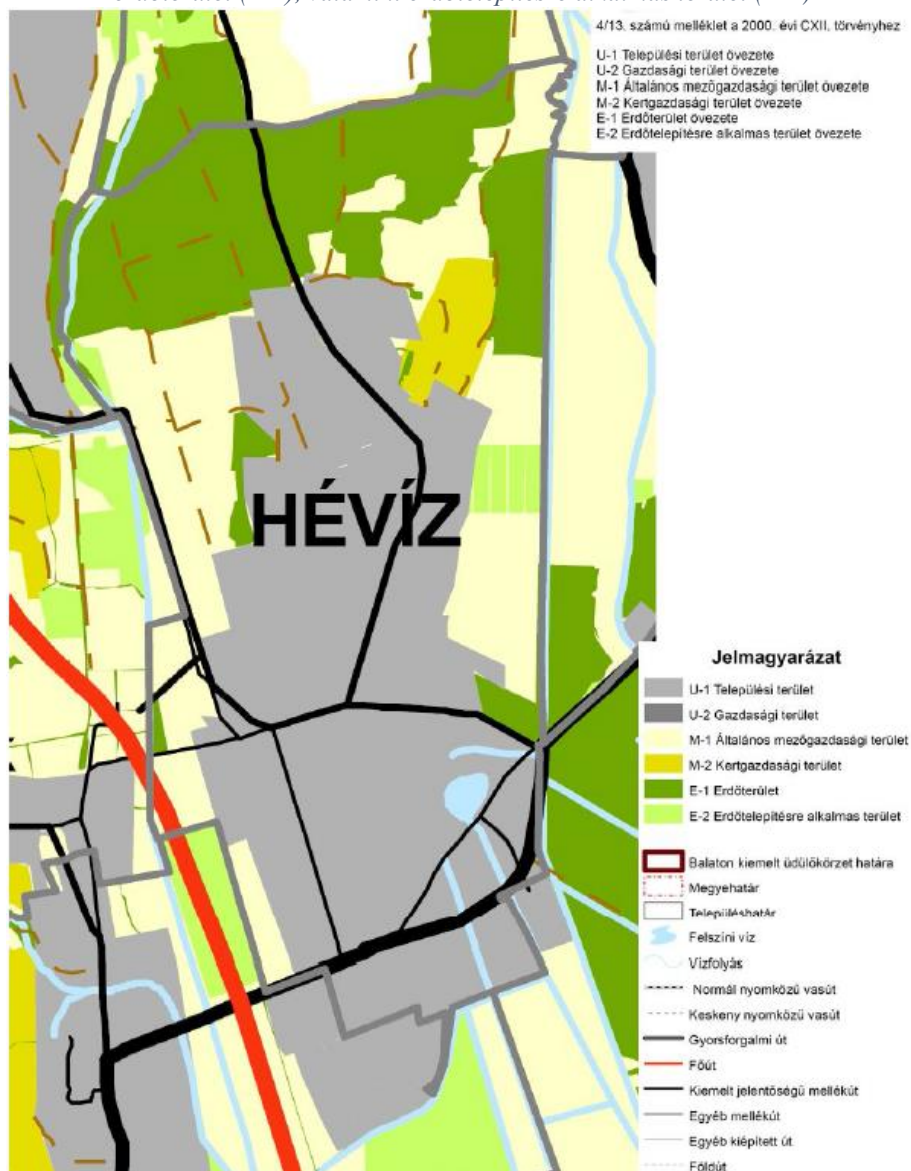 4/13. számú melléklet a 2000. évi CXII. törvényhez
U-1 Települési terület övezete
U-2 Gazdasági terület övezete
M-1 Általános mezőgazdasági terület övezete
M-2 Kertgazdasági terület övezete
E-1 Erdőterület övezete
E-2 Erdőtelepítésre alkalmas terület övezete
HÉVÍZ
Jelmagyarázat
U-1 Települési terület
U-2 Gazdasági terület
M-1 Általános mezőgazdasági terület
M-2 Kertgazdasági terület
E-1 Erdőterület
E-2 Erdőtelepítésre alkalmas terület
Balaton kiemelt üdülőkörzet határa
Megyehatár
Településhatár
Felszíni víz
Vízfolyás
Normál nyomközű vasút
Keskeny nyomközű vasút
Gyorsforgalmi út
Főút
Kiemelt jelentőségű mellékút
Egyéb mellékút
Egyéb kiépített út
Földút